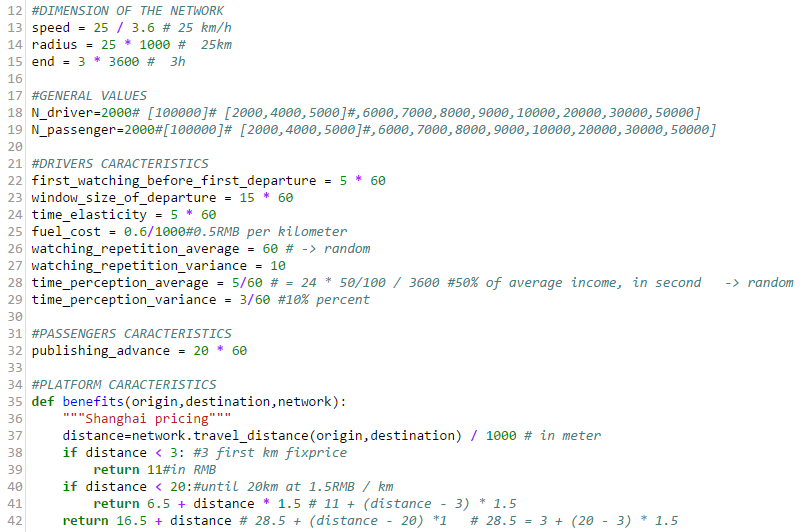 12 #DIMENSION OF THE NETWORK
13 speed = 25 / 3.6 # 25 km/h
14 radius = 25 * 1000 #  25km
15 end = 3 * 3600 #  3h
16
17 #GENERAL VALUES
18 N_driver=2000# [100000]# [2000,4000,5000]#,6000,7000,8000,9000,10000,20000,30000,50000]
19 N_passenger=2000#[100000]# [2000,4000,5000]#,6000,7000,8000,9000,10000,20000,30000,50000]
20
21 #DRIVERS CARACTERISTICS
22 first_watching_before_first_departure = 5 * 60
23 window_size_of_departure = 15 * 60
24 time_elasticity = 5 * 60
25 fuel_cost = 0.6/1000#0.5RMB per kilometer
26 watching_repetition_average = 60 # -> random
27 watching_repetition_variance = 10
28 time_perception_average = 5/60 # = 24 * 50/100 / 3600 #50% of average income, in second   -> random
29 time_perception_variance = 3/60 #10% percent
30
31 #PASSENGERS CARACTERISTICS
32 publishing_advance = 20 * 60
33
34 #PLATFORM CARACTERISTICS
35 def benefits(origin,destination,network):
36     """Shanghai pricing"""
37     distance=network.travel_distance(origin,destination) / 1000 # in meter
38     if distance < 3: #3 first km fixprice
39         return 11#in RMB
40     if distance < 20:#until 20km at 1.5RMB / km
41         return 6.5 + distance * 1.5 # 11 + (distance - 3) * 1.5
42     return 16.5 + distance # 28.5 + (distance - 20) *1   # 28.5 = 3 + (20 - 3) * 1.5